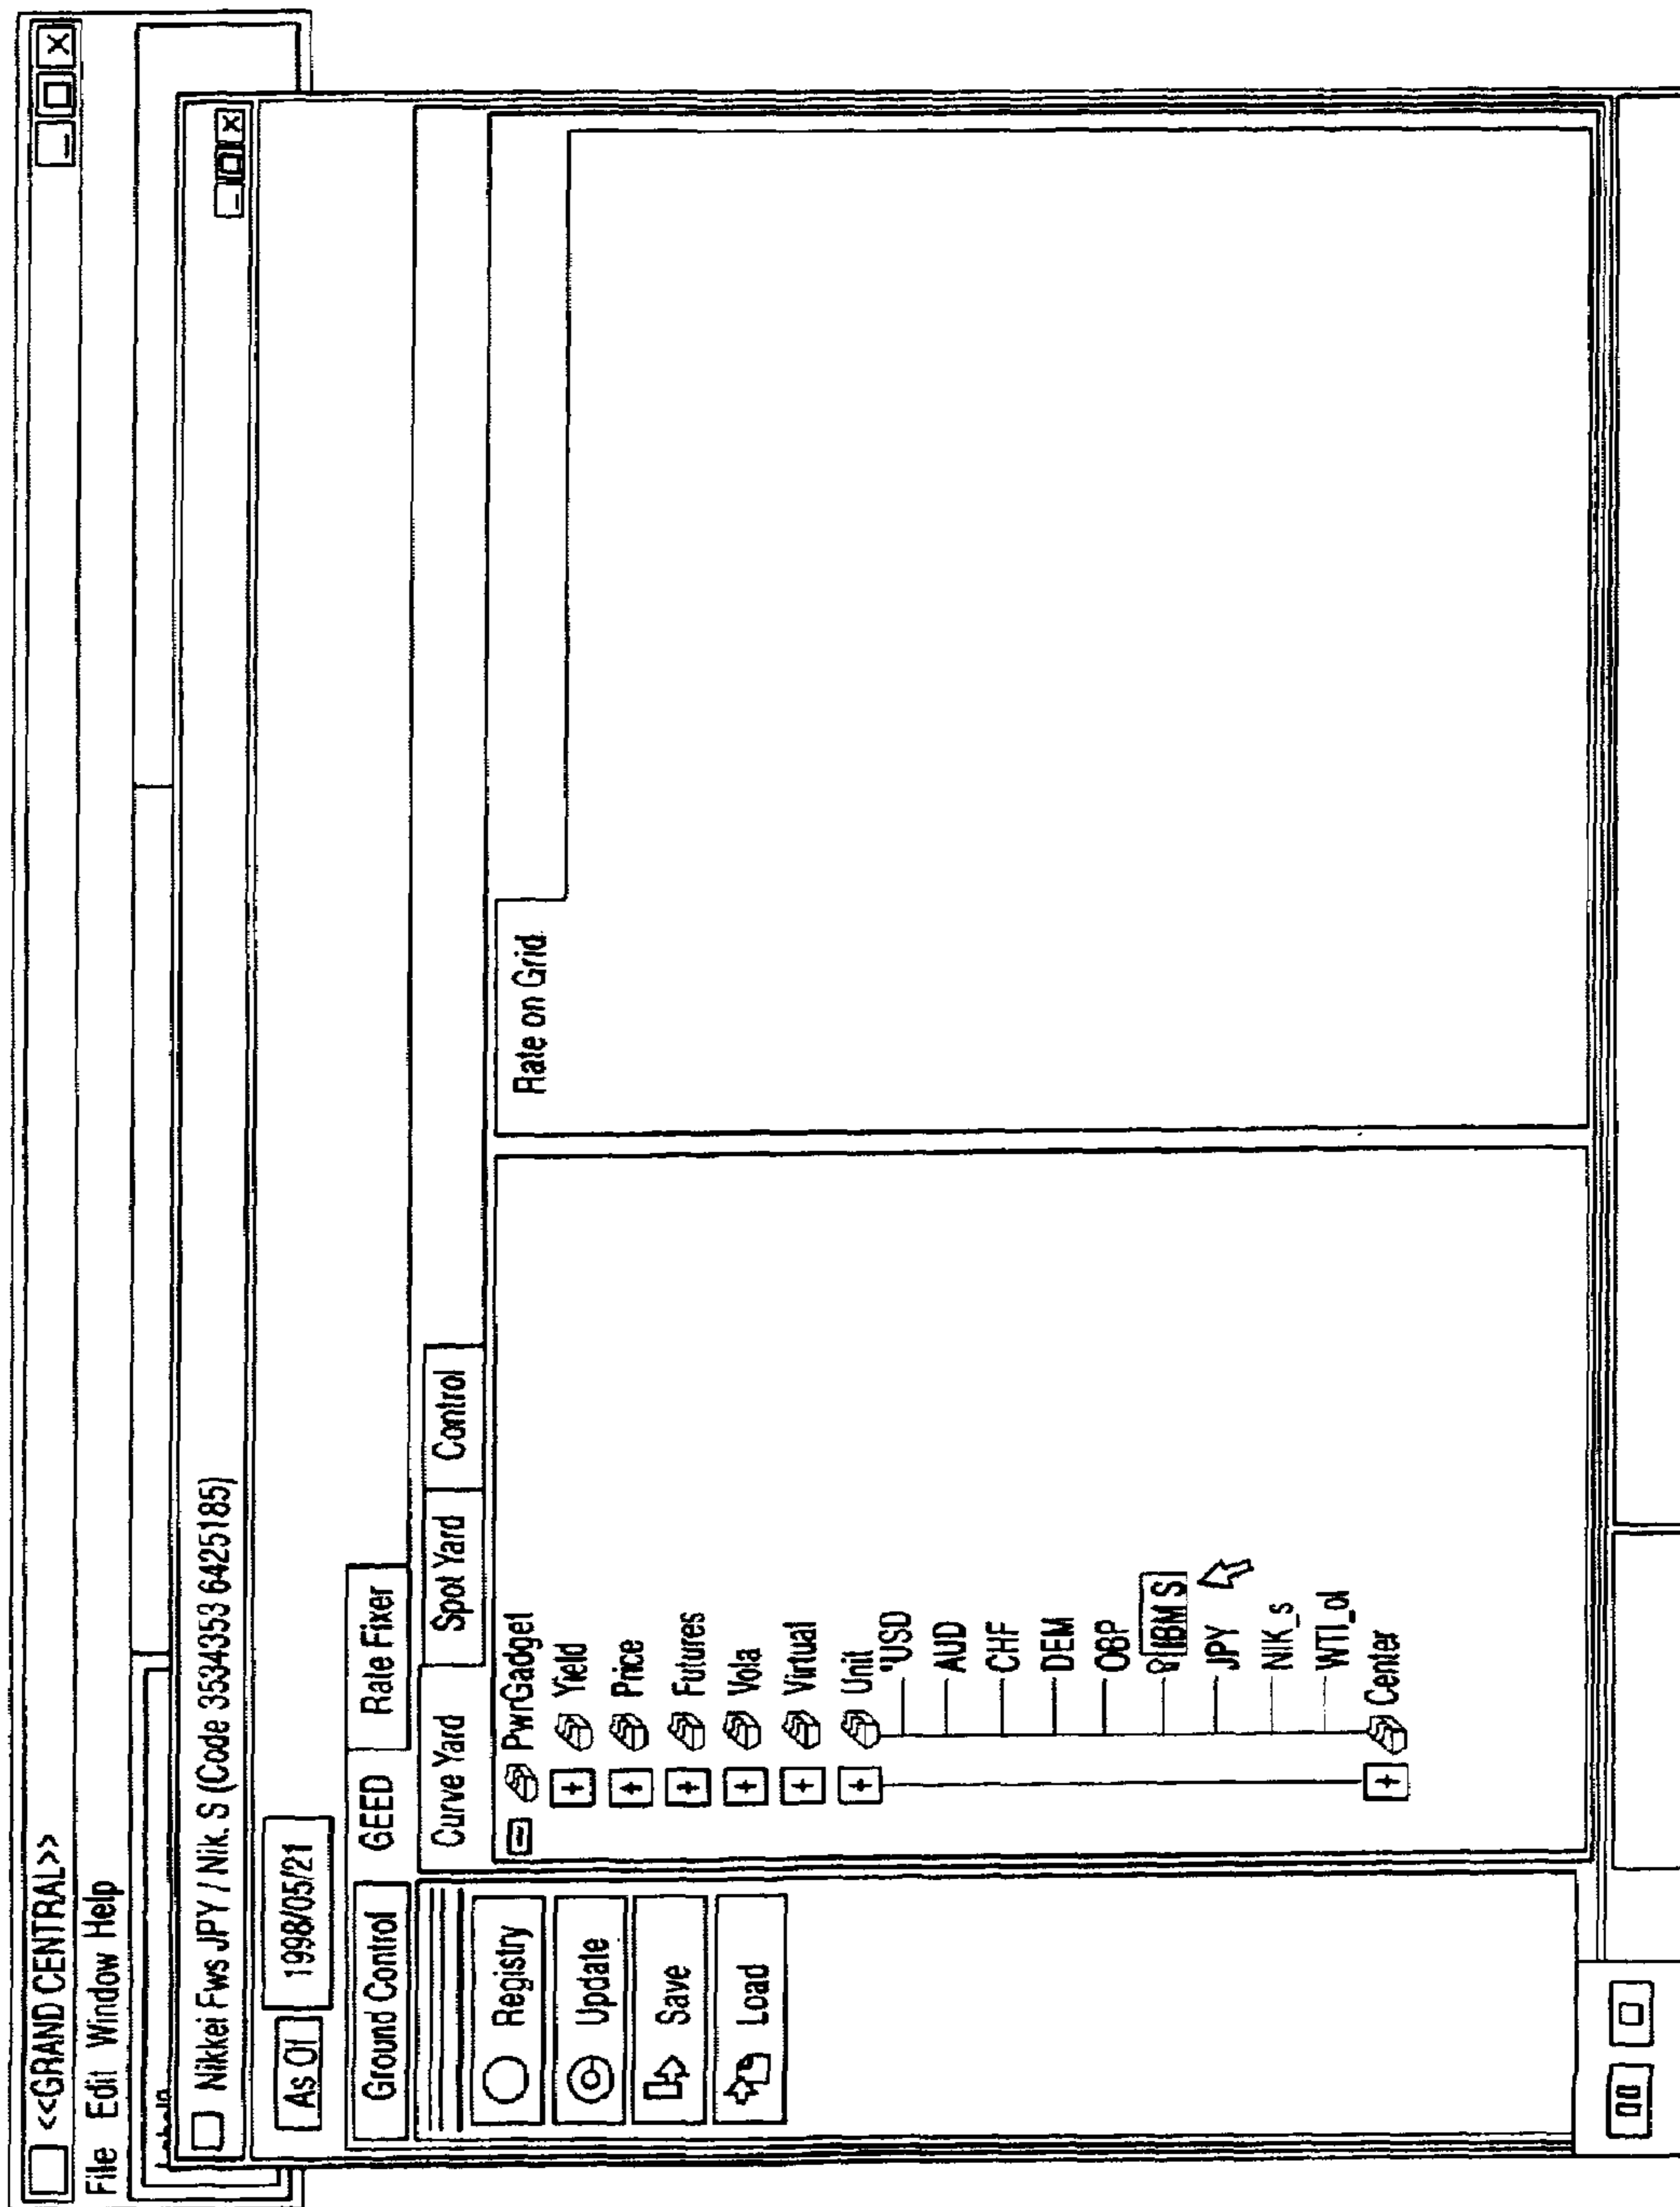 <<GRAND CENTRAL>>
File Edit Window Help
Nikkei Fws JPY / Nik. S (Code 3534353 6425185)
As Of 1998/05/21
Ground Control
GEED
Rate Fixer
Curve Yard
Spot Yard
Control
Registry
Update
Save
Load
PwrGadget
Yield
Price
Futures
Vola
Virtual
Unit
"USD
AUD
CHF
DEM
IBM S
JPY
NIK_s
Center
Rate on Grid